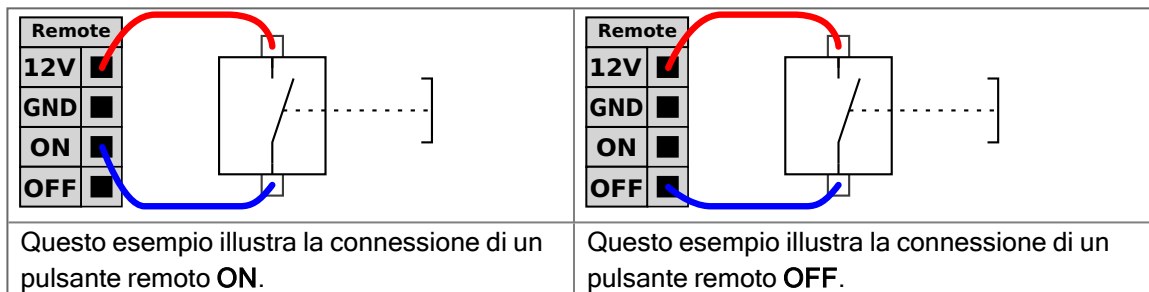 Remote
12V
GND
ON
OFF
Remote
12V
GND
ON
OFF
Questo esempio illustra la connessione di un
pulsante remoto ON.
Questo esempio illustra la connessione di un
pulsante remoto OFF.